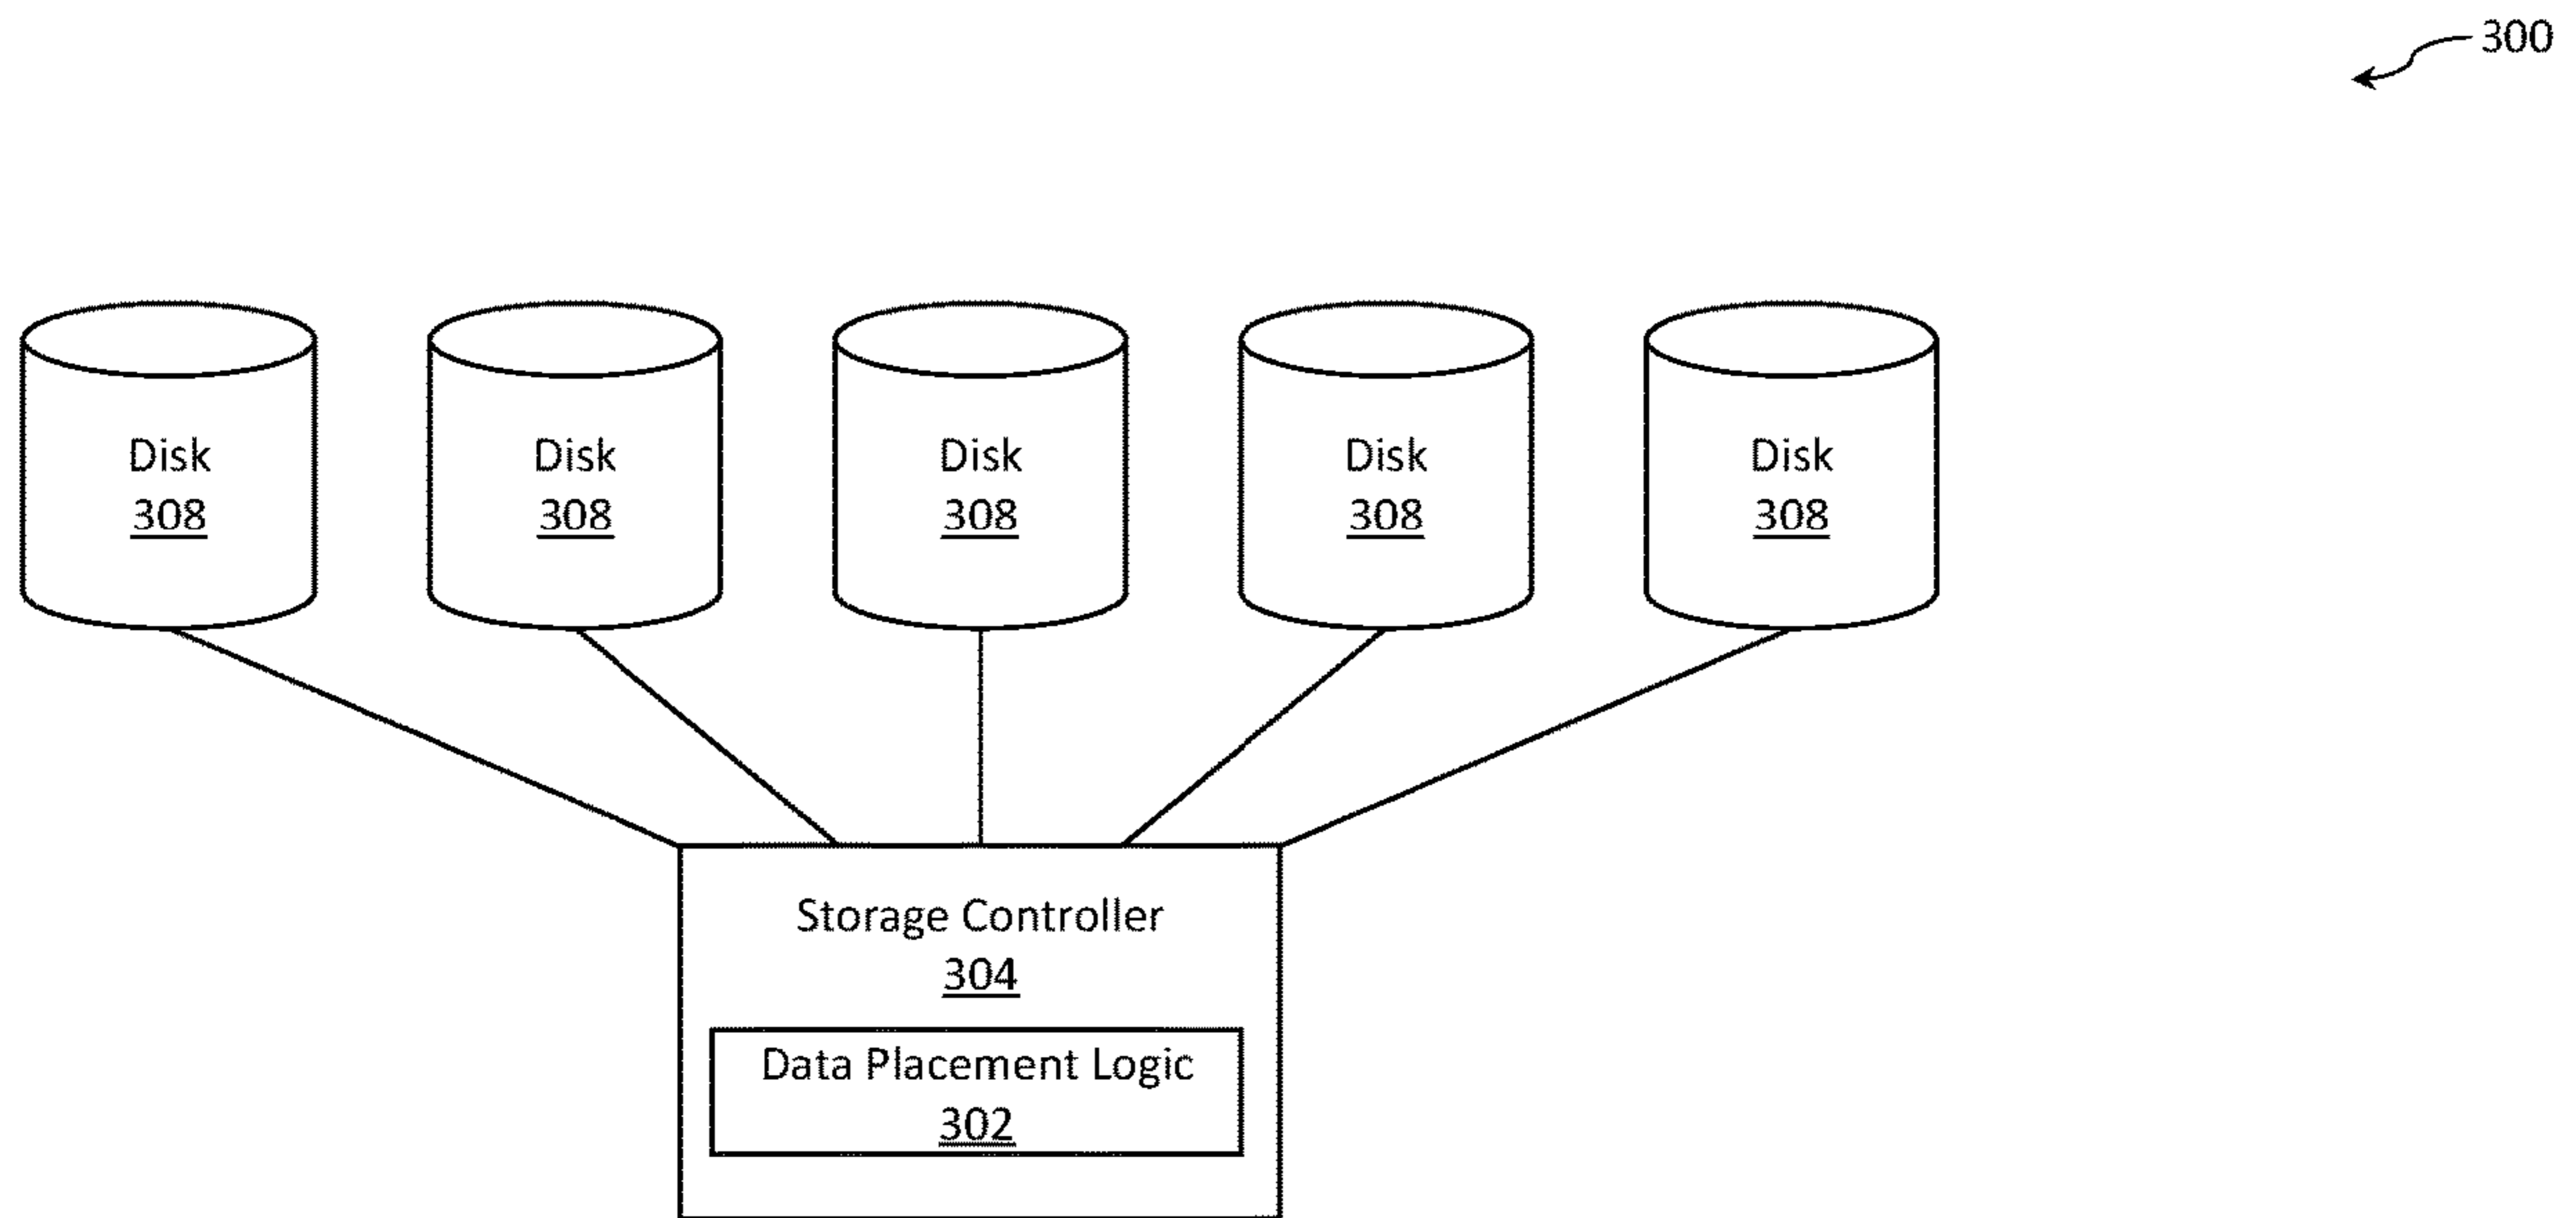 300
Disk Disk Disk Disk Disk
308 308 308 308 308
Storage Controller
304
Data Placement Logic
302